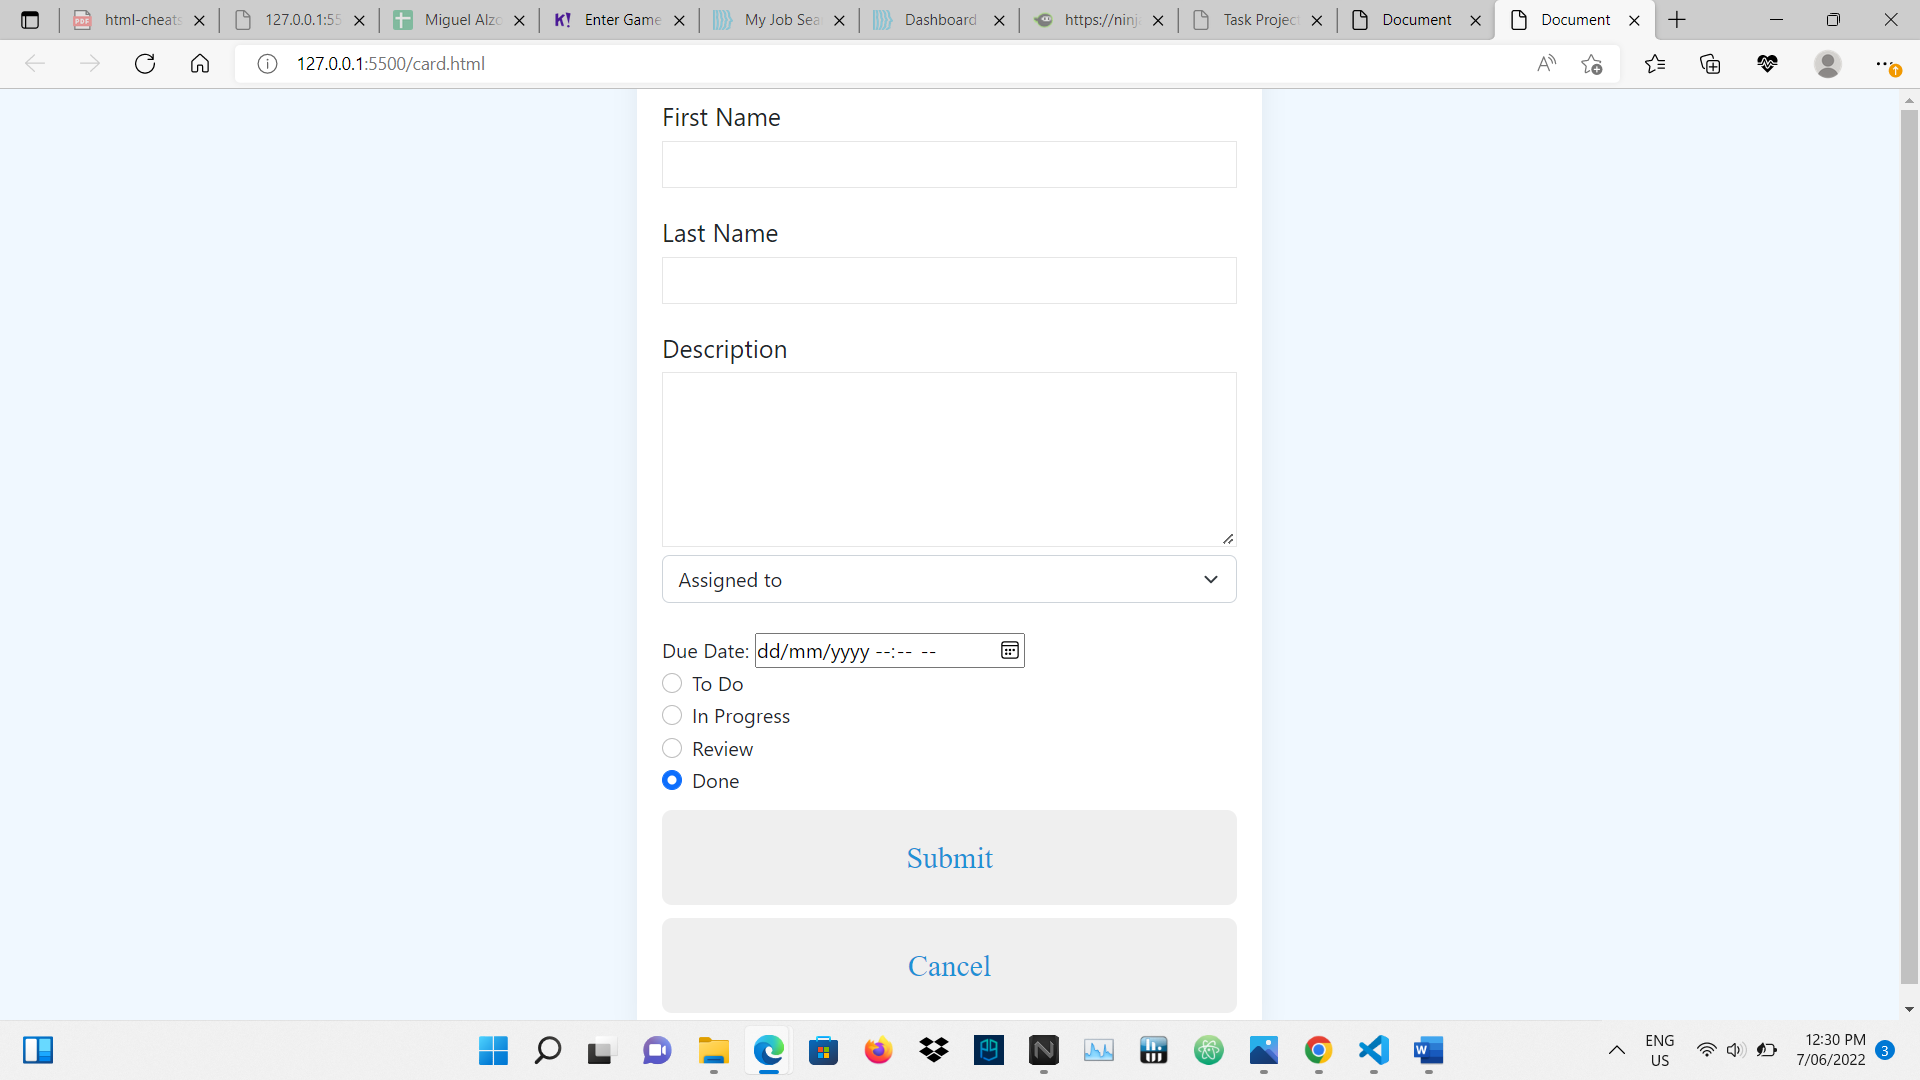 html-cheats
127.0.0.1:55
Miguel Alzo
K! Enter Game
My Job Sea
Dashboard
https://ninj
Task Project
Document
Document
127.0.0.1:5500/card.html
First Name
Last Name
Description
Assigned to
Due Date: dd/mm/yyyy --:-- --
To Do
In Progress
Review
Done
Submit
Cancel
ENG
US
12:30 PM
7/06/2022
3